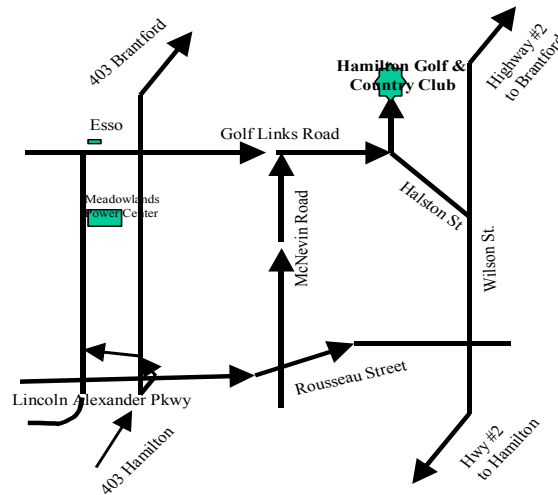 403 Brantford
Highway #2
to Brantford
Hamilton Golf &
Country Club
Esso
Golf Links Road
Meadowlands
Power Center
Halston St
McNevin Road
Wilson St.
Rousseau Street
Lincoln Alexander Pkwy
403 Hamilton
Hwy #2
to Hamilton